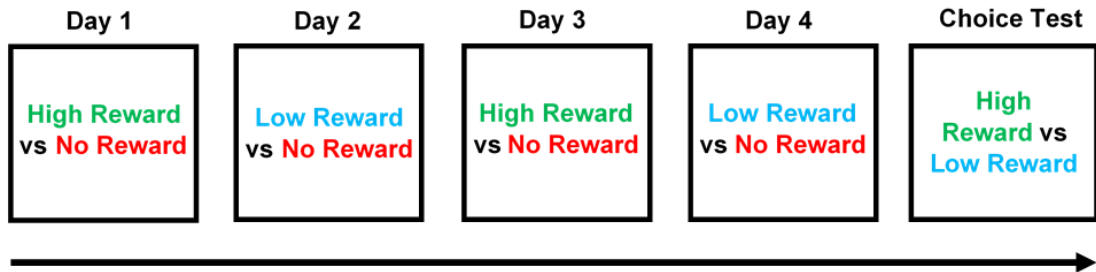 Day 1
High Reward
vs No Reward
Day 2
Low Reward
vs No Reward
Day 3
High Reward
vs No Reward
Day 4
Low Reward
vs No Reward
Choice Test
High
Reward vs
Low Reward